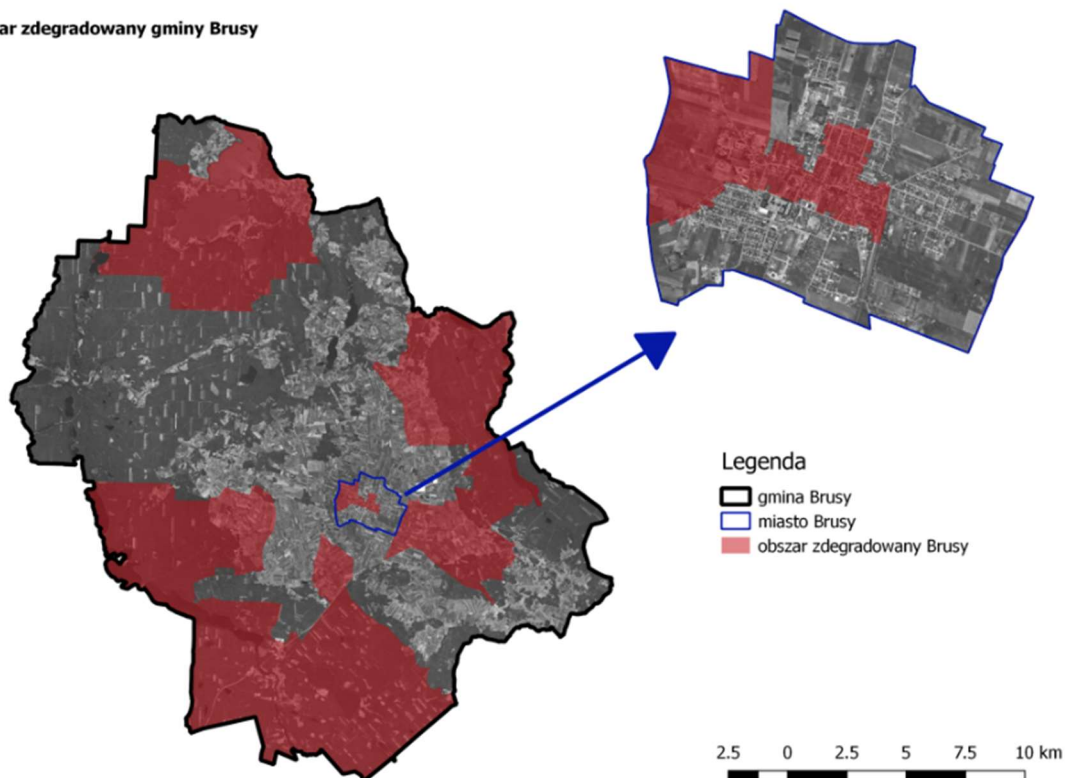 ar zdegradowany gminy Brusy
Legenda
gmina Brusy
miasto Brusy
obszar zdegradowany Brusy
2.5 0 2.5 5 7.5 10 km